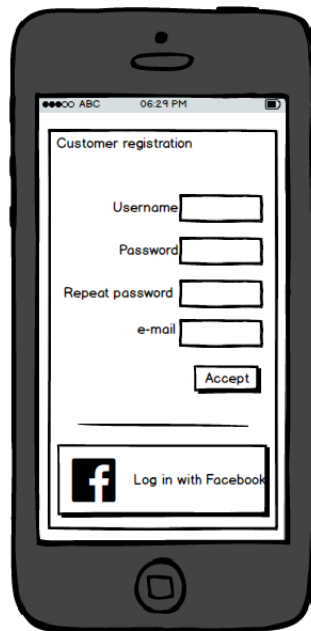 ABC 06:29 PM
Customer registration
Username
Password
Repeat password
e-mail
Accept
Log in with Facebook